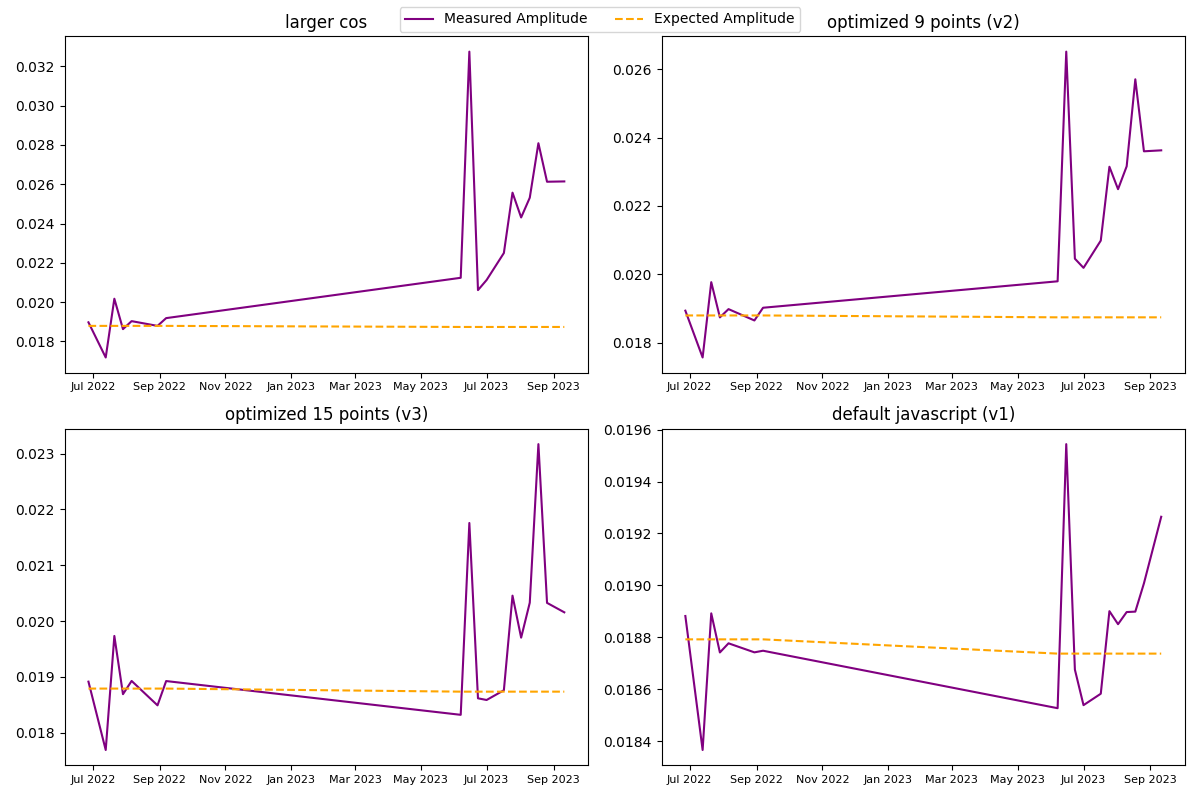 Measured Amplitude Expected Amplitude
larger cos
0.032
0.030
0.028
0.026
0.024
0.022
0.020
0.018
Jul 2022 Sep 2022 Nov 2022 Jan 2023 Mar 2023 May 2023 Jul 2023 Sep 2023
optimized 9 points (v2)
0.026
0.024
0.022
0.020
0.018
Jul 2022 Sep 2022 Nov 2022 Jan 2023 Mar 2023 May 2023 Jul 2023 Sep 2023
optimized 15 points (v3)
0.023
0.022
0.021
0.020
0.019
0.018
Jul 2022 Sep 2022 Nov 2022 Jan 2023 Mar 2023 May 2023 Jul 2023 Sep 2023
default javascript (v1)
0.0196
0.0194
0.0192
0.0190
0.0188
0.0186
0.0184
Jul 2022 Sep 2022 Nov 2022 Jan 2023 Mar 2023 May 2023 Jul 2023 Sep 2023